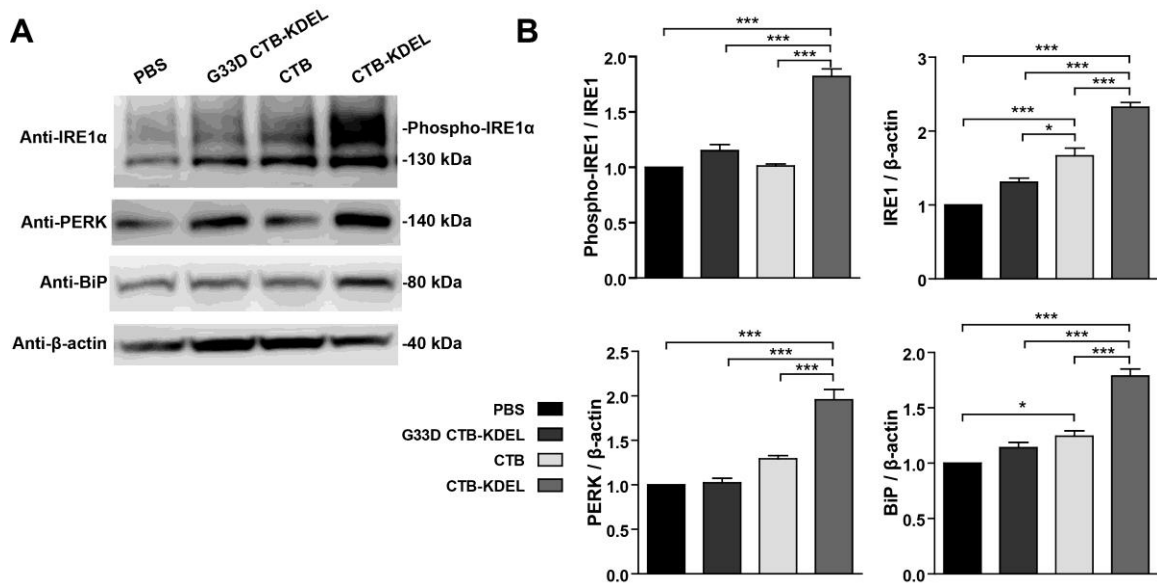 A
PBS
G33D CTB-KDEL
CTB
CTB-KDEL
Anti-IRE1α
-Phospho-IRE1α
-130 kDa
Anti-PERK
-140 kDa
Anti-BiP
-80 kDa
Anti-β-actin
-40 kDa
PBS
G33D CTB-KDEL
CTB
CTB-KDEL
B
Phospho-IRE1 / IRE1
2.0
1.5
1.0
0.5
0.0
***
***
***
IRE1 / β-actin
3
2
1
0
***
***
***
***
*
PERK / β-actin
2.5
2.0
1.5
1.0
0.5
0.0
***
***
***
BiP / β-actin
2.0
1.5
1.0
0.5
0.0
***
***
***
*